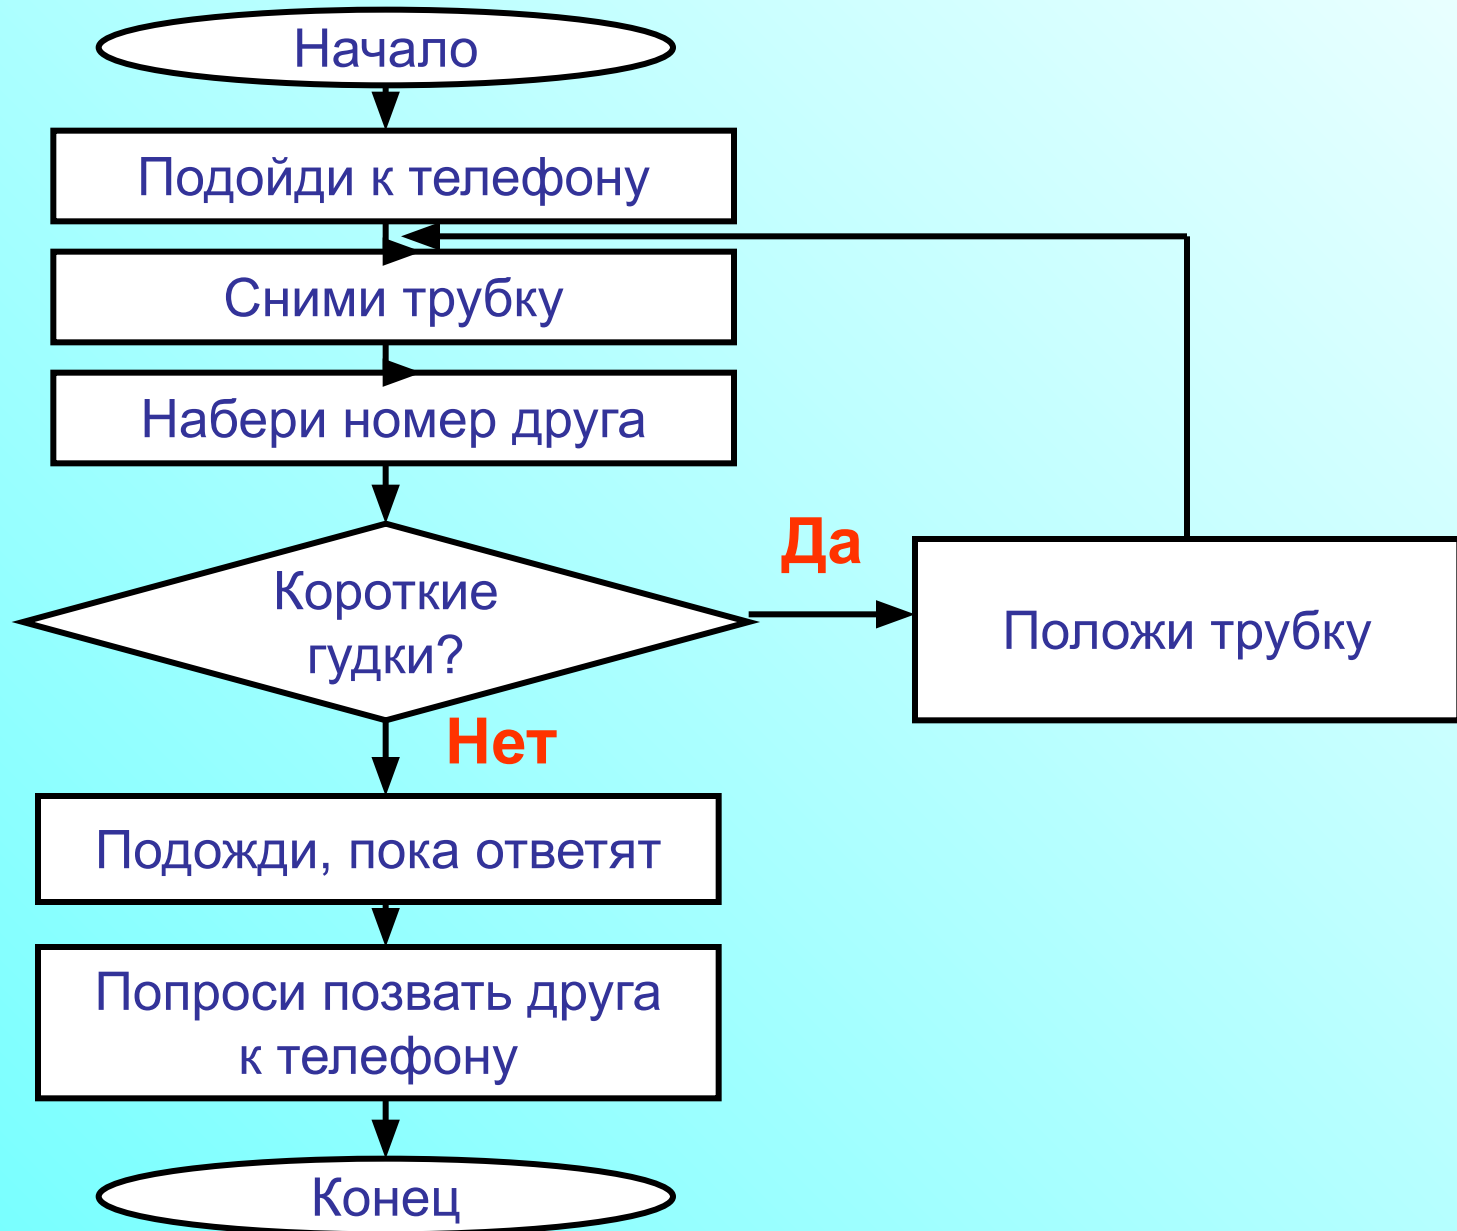 Начало
Подойди к телефону
Сними трубку
Набери номер друга
Короткие
гудки?
Да
Положи трубку
Нет
Подожди, пока ответят
Попроси позвать друга
к телефону
Конец